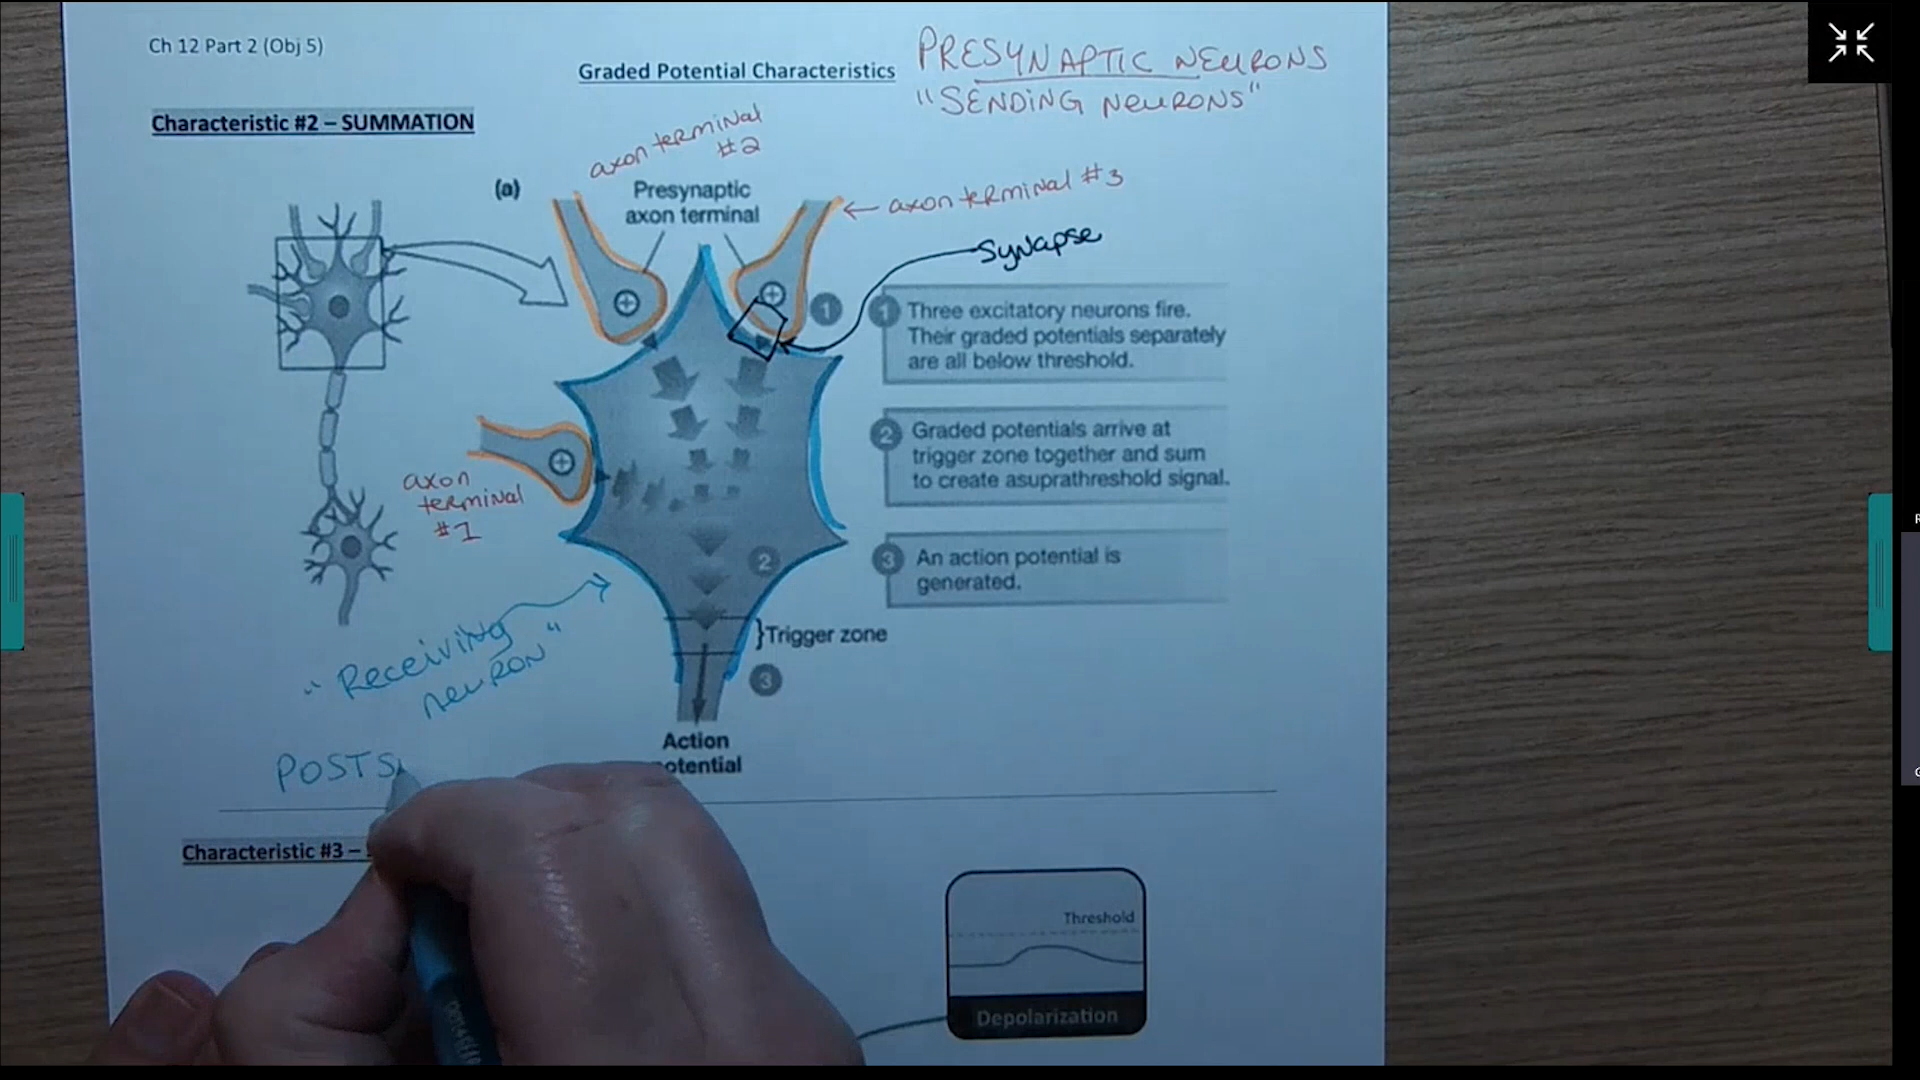 Ch 12 Part 2 (Obj 5)
Graded Potential Characteristics
PRESYNAPTIC NEURONS
"SENDING NEURONS"
Characteristic #2 – SUMMATION
axon terminal
#2
(a)
Presynaptic
axon terminal
← axon terminal #3
Synapse
1
1 Three excitatory neurons fire.
Their graded potentials separately
are all below threshold.
2 Graded potentials arrive at
trigger zone together and sum
to create asuprathreshold signal.
axon
terminal
#1
3 An action potential is
generated.
2
"Receiving
neuron"
}Trigger zone
3
Action
otential
POSTS
Characteristic #3 –
Threshold
Depolarization